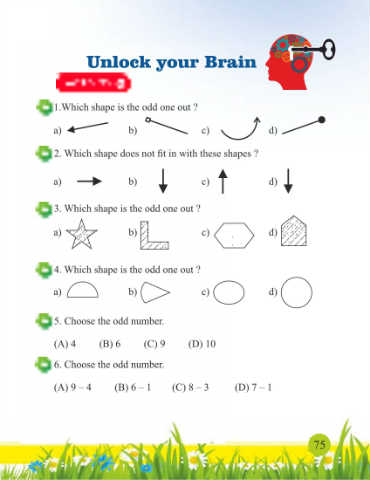 Unlock your Brain
1.Which shape is the odd one out ?
a) b) c) d)
2. Which shape does not fit in with these shapes ?
a) b) c) d)
3. Which shape is the odd one out ?
a) b) c) d)
4. Which shape is the odd one out ?
a) b) c) d)
5. Choose the odd number.
(A) 4 (B) 6 (C) 9 (D) 10
6. Choose the odd number.
(A) 9 – 4 (B) 6 – 1 (C) 8 – 3 (D) 7 – 1
75